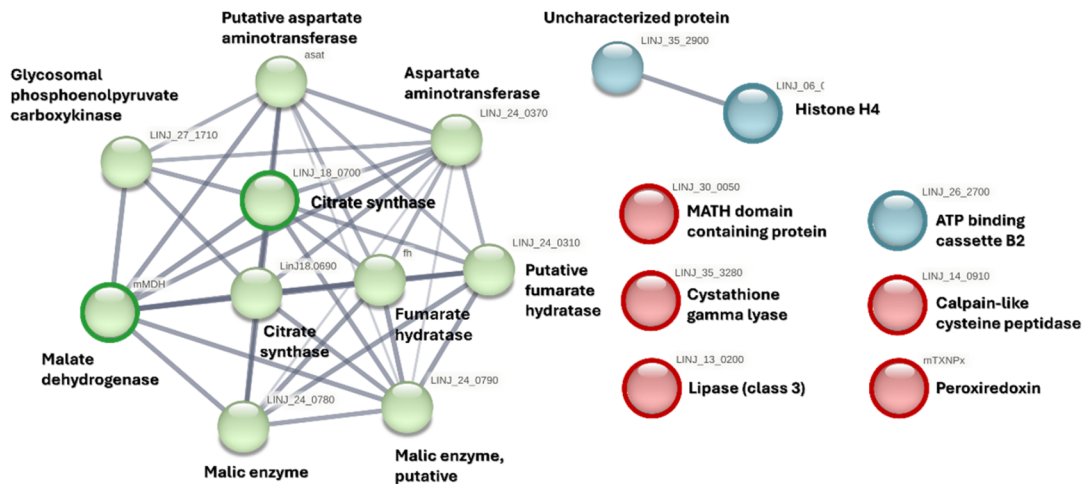 Putative aspartate
aminotransferase
asat
Glycosomal
phosphoenolpyruvate
carboxykinase
LINJ_27_1710
Aspartate
aminotransferase
LINJ_24_0370
LINJ_18_0700
Citrate synthase
LINJ_24_0310
Putative
fumarate
hydratase
LinJ18.0690
Citrate
synthase
fh
Fumarate
hydratase
mMDH
Malate
dehydrogenase
LINJ_24_0780
Malic enzyme
LINJ_24_0790
Malic enzyme,
putative
Uncharacterized protein
LINJ_35_2900
LINJ_06_0
Histone H4
LINJ_30_0050
MATH domain
containing protein
LINJ_26_2700
ATP binding
cassette B2
LINJ_35_3280
Cystathione
gamma lyase
LINJ_14_0910
Calpain-like
cysteine peptidase
LINJ_13_0200
Lipase (class 3)
mTXNPx
Peroxiredoxin